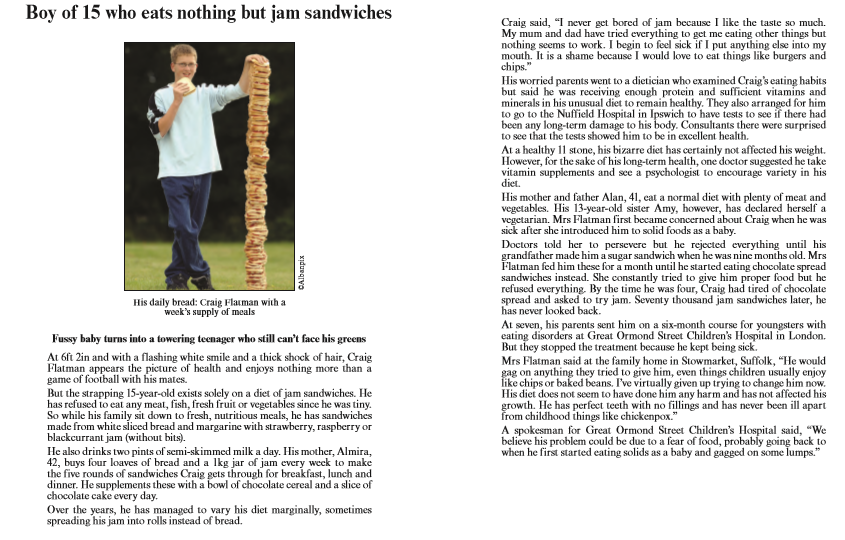 Boy of 15 who eats nothing but jam sandwiches
©Albanpix
His daily bread: Craig Flatman with a
week's supply of meals
Fussy baby turns into a towering teenager who still can't face his greens
At 6ft 2in and with a flashing white smile and a thick shock of hair, Craig
Flatman appears the picture of health and enjoys nothing more than a
game of football with his mates.
But the strapping 15-year-old exists solely on a diet of jam sandwiches. He
has refused to eat any meat, fish, fresh fruit or vegetables since he was tiny.
So while his family sit down to fresh, nutritious meals, he has sandwiches
made from white sliced bread and margarine with strawberry, raspberry or
blackcurrant jam (without bits).
He also drinks two pints of semi-skimmed milk a day. His mother, Almira,
42, buys four loaves of bread and a 1kg jar of jam every week to make
the five rounds of sandwiches Craig gets through for breakfast, lunch and
dinner. He supplements these with a bowl of chocolate cereal and a slice of
chocolate cake every day.
Over the years, he has managed to vary his diet marginally, sometimes
spreading his jam into rolls instead of bread.
Craig said, "I never get bored of jam because I like the taste so much.
My mum and dad have tried everything to get me eating other things but
nothing seems to work. I begin to feel sick if I put anything else into my
mouth. It is a shame because I would love to eat things like burgers and
chips."
His worried parents went to a dietician who examined Craig's eating habits
but said he was receiving enough protein and sufficient vitamins and
minerals in his unusual diet to remain healthy. They also arranged for him
to go to the Nuffield Hospital in Ipswich to have tests to see if there had
been any long-term damage to his body. Consultants there were surprised
to see that the tests showed him to be in excellent health.
At a healthy 11 stone, his bizarre diet has certainly not affected his weight.
However, for the sake of his long-term health, one doctor suggested he take
vitamin supplements and see a psychologist to encourage variety in his
diet.
His mother and father Alan, 41, eat a normal diet with plenty of meat and
vegetables. His 13-year-old sister Amy, however, has declared herself a
vegetarian. Mrs Flatman first became concerned about Craig when he was
sick after she introduced him to solid foods as a baby.
Doctors told her to persevere but he rejected everything until his
grandfather made him a sugar sandwich when he was nine months old. Mrs
Flatman fed him these for a month until he started eating chocolate spread
sandwiches instead. She constantly tried to give him proper food but he
refused everything. By the time he was four, Craig had tired of chocolate
spread and asked to try jam. Seventy thousand jam sandwiches later, he
has never looked back.
At seven, his parents sent him on a six-month course for youngsters with
eating disorders at Great Ormond Street Children's Hospital in London.
But they stopped the treatment because he kept being sick.
Mrs Flatman said at the family home in Stowmarket, Suffolk, "He would
gag on anything they tried to give him, even things children usually enjoy
like chips or baked beans. I've virtually given up trying to change him now.
His diet does not seem to have done him any harm and has not affected his
growth. He has perfect teeth with no fillings and has never been ill apart
from childhood things like chickenpox."
A spokesman for Great Ormond Street Children's Hospital said, "We
believe his problem could be due to a fear of food, probably going back to
when he first started eating solids as a baby and gagged on some lumps."